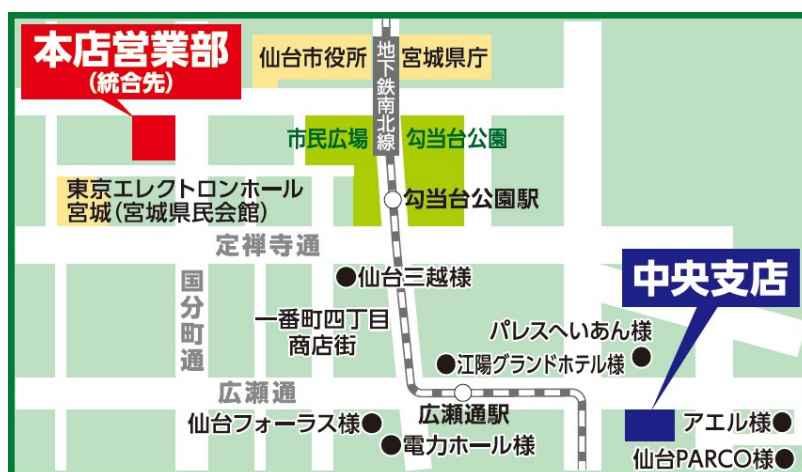 本店営業部
(統合先)
仙台市役所
地下鉄南北線
宮城県庁
市民広場
勾当台公園
東京エレクトロンホール
宮城(宮城県民会館)
勾当台公園駅
定禅寺通
国分町通
●仙台三越様
中央支店
一番町四丁目
商店街
パレスへいあん様●
●江陽グランドホテル様
広瀬通
広瀬通駅
仙台フォーラス様●
●電力ホール様
アエル様●
仙台PARCO様●